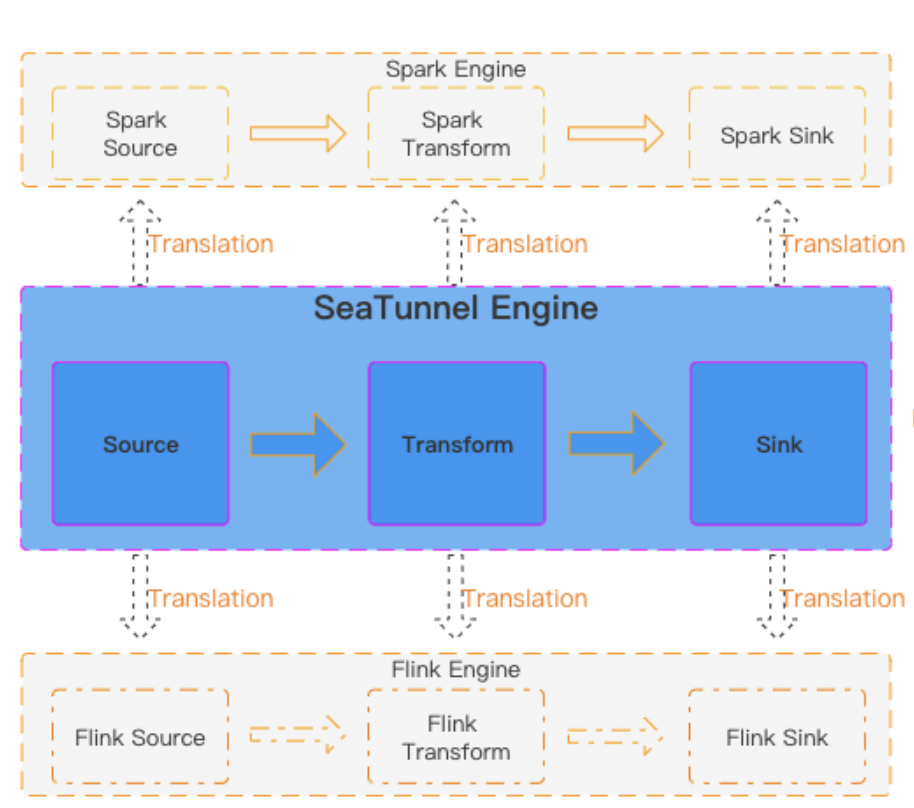 Spark Engine
Spark
Source
Spark
Transform
Spark Sink
Translation
Translation
Translation
SeaTunnel Engine
Source
Transform
Sink
Translation
Translation
Translation
Flink Engine
Flink Source
Flink
Transform
Flink Sink